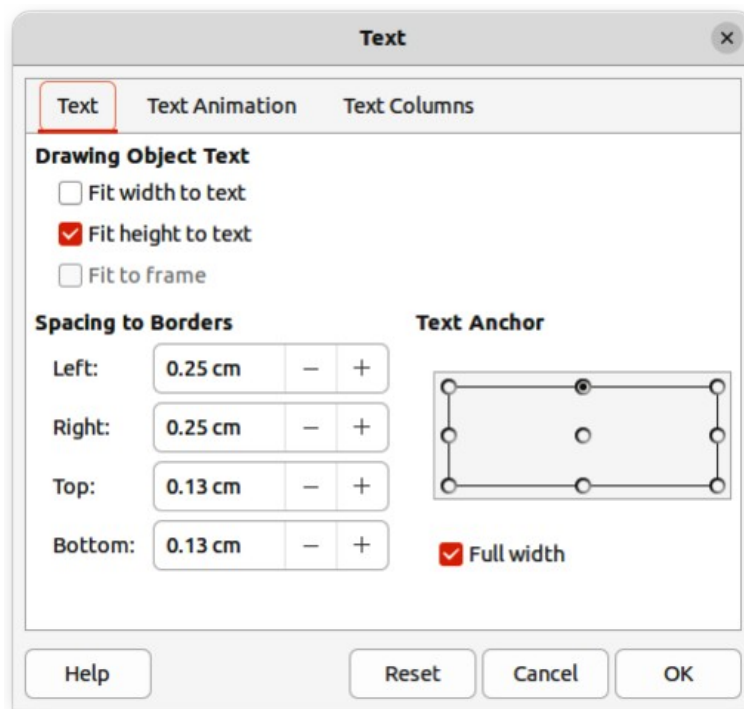 Text
Text Text Animation Text Columns
Drawing Object Text
Fit width to text
Fit height to text
Fit to frame
Spacing to Borders Text Anchor
Left: 0.25 cm − +
Right: 0.25 cm − +
Top: 0.13 cm − +
Bottom: 0.13 cm − +
Full width
Help Reset Cancel OK